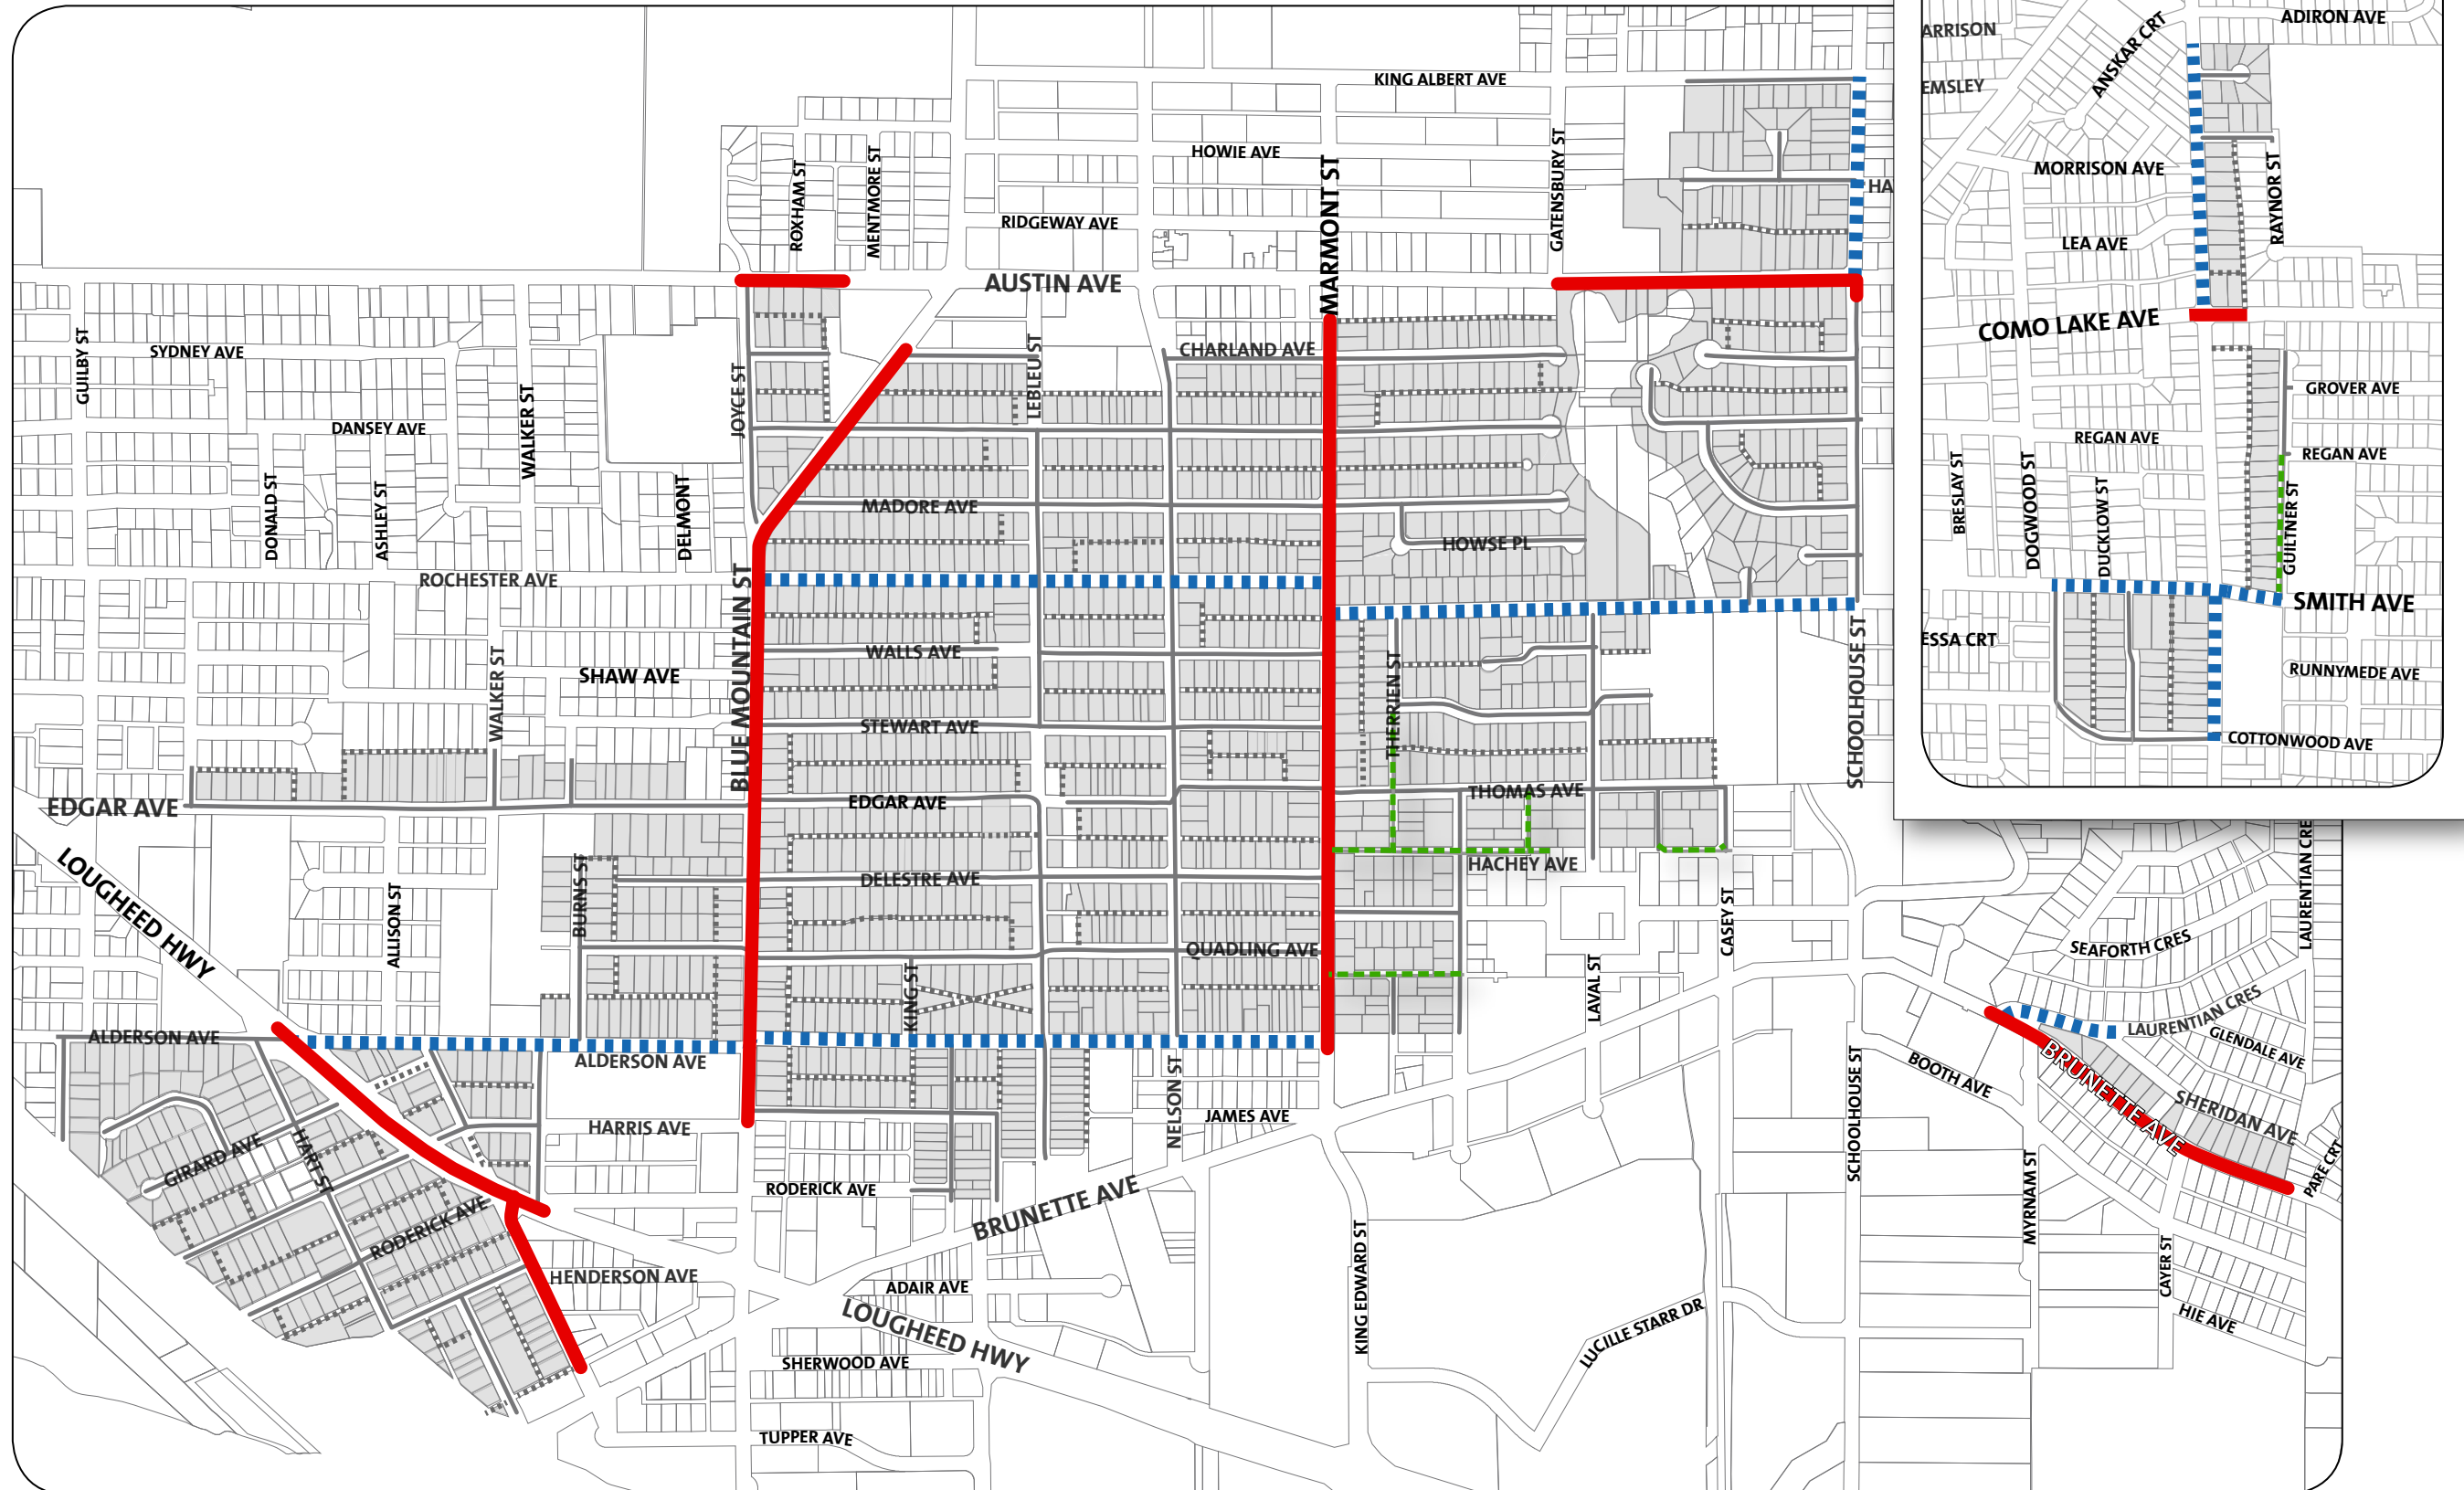 KING ALBERT AVE
HOWIE AVE
RIDGEWAY AVE
ROXHAM ST
MENTMORE ST
GATENSBURY ST
MARMONT ST
HA
AUSTIN AVE
GUILBY ST
SYDNEY AVE
DANSEY AVE
WALKER ST
JOYCE ST
LEBLEU ST
CHARLAND AVE
DONALD ST
ASHLEY ST
DELMONT
MADORE AVE
HOWSE PL
ROCHESTER AVE
BLUE MOUNTAIN ST
WALKER ST
SHAW AVE
WALLS AVE
STEWART AVE
THERRIEN ST
SCHOOLHOUSE ST
EDGAR AVE
EDGAR AVE
THOMAS AVE
LOUGHEED HWY
BURNS ST
ALLISON ST
DELESTRE AVE
HACHEY AVE
CASEY ST
QUADLING AVE
KING ST
LAVAL ST
ALDERSON AVE
ALDERSON AVE
NELSON ST
HARRIS AVE
JAMES AVE
GIRARD AVE
HART ST
RODERICK AVE
RODERICK AVE
BRUNETTE AVE
HENDERSON AVE
ADAIR AVE
LOUGHEED HWY
SHERWOOD AVE
TUPPER AVE
KING EDWARD ST
LUCILLE STARR DR
SCHOOLHOUSE ST
BOOTH AVE
MYRNAM ST
CAYER ST
HIE AVE
SEAFORTH CRES
LAURENTIAN CRE
LAURENTIAN CRES
GLENDALE AVE
BRUNETTE AVE
SHERIDAN AVE
PARE CRT
ADIRON AVE
ARRISON
ANSKAR CRT
EMSLEY
MORRISON AVE
RAYNOR ST
LEA AVE
COMO LAKE AVE
GROVER AVE
REGAN AVE
REGAN AVE
BRESLAY ST
DOGWOOD ST
DUCKLOW ST
GUILTNER ST
SMITH AVE
ESSA CRT
RUNNYMEDE AVE
COTTONWOOD AVE